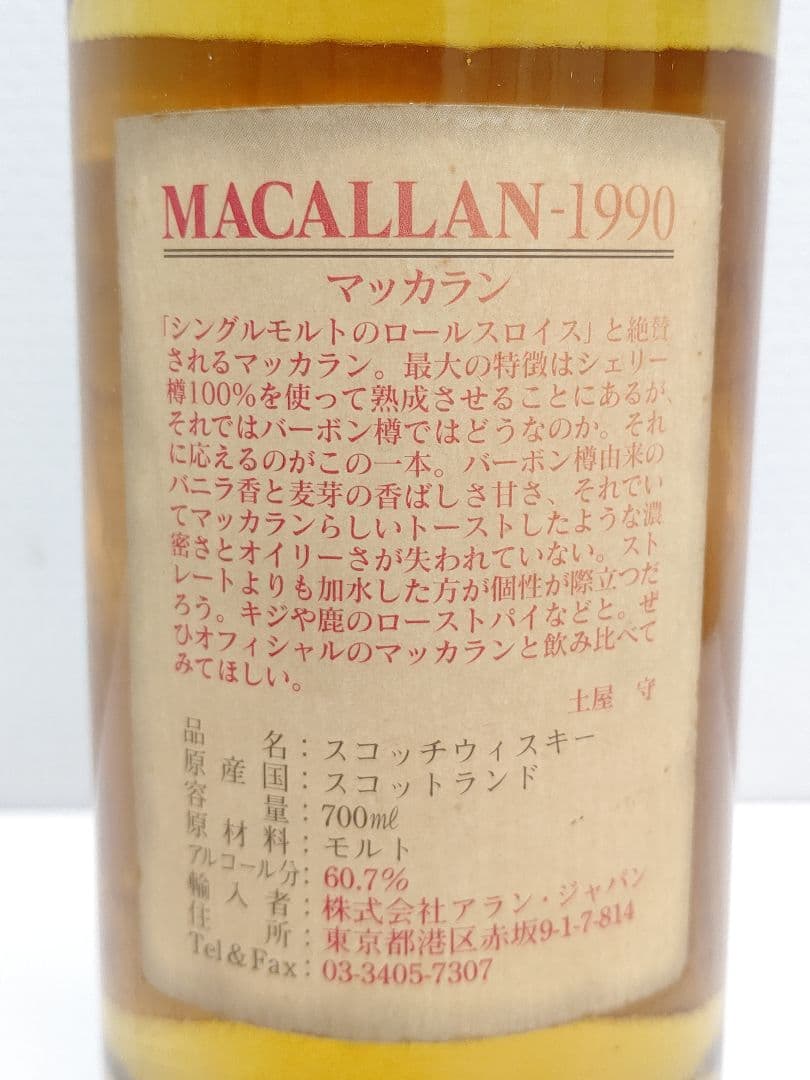 MACALLAN-1990
マッカラン
「シングルモルトのロールスロイス」と絶賛
されるマッカラン。最大の特徴はシェリー
樽100%を使って熟成させることにあるが、
それではバーボン樽ではどうなのか。それ
に応えるのがこの一本。バーボン樽由来の
バニラ香と麦芽の香ばしさ甘さ、それでい
てマッカランらしいトーストしたような濃
密さとオイリーさが失われていない。スト
レートよりも加水した方が個性が際立つだ
ろう。キジや鹿のローストパイなどと。ぜ
ひオフィシャルのマッカランと飲み比べて
みてほしい。
土屋 守
品名:スコッチウィスキー
原産国:スコットランド
容量:700㎖
原材料:モルト
アルコール分:60.7%
輸入者:株式会社アラン・ジャパン
住所:東京都港区赤坂9-1-7-814
Tel&Fax:03-3405-7307